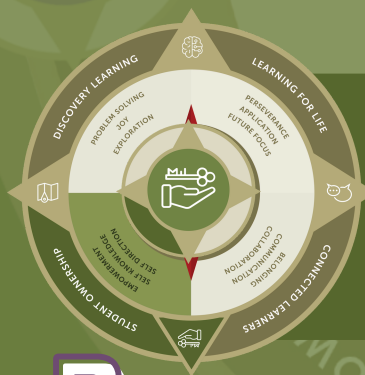 DISCOVERY LEARNING
PROBLEM SOLVING
JOY
EXPLORATION
LEARNING FOR LIFE
PERSEVERANCE
APPLICATION
FUTURE FOCUS
CONNECTED LEARNERS
BELONGING
COMMUNICATION
COLLABORATION
STUDENT OWNERSHIP
EMPOWERMENT
SELF KNOWLEDGE
SELF DIRECTION